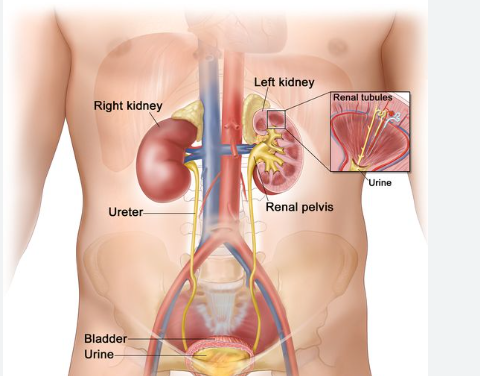 Left kidney
Renal tubules
Right kidney
Urine
Renal pelvis
Ureter
Bladder
Urine